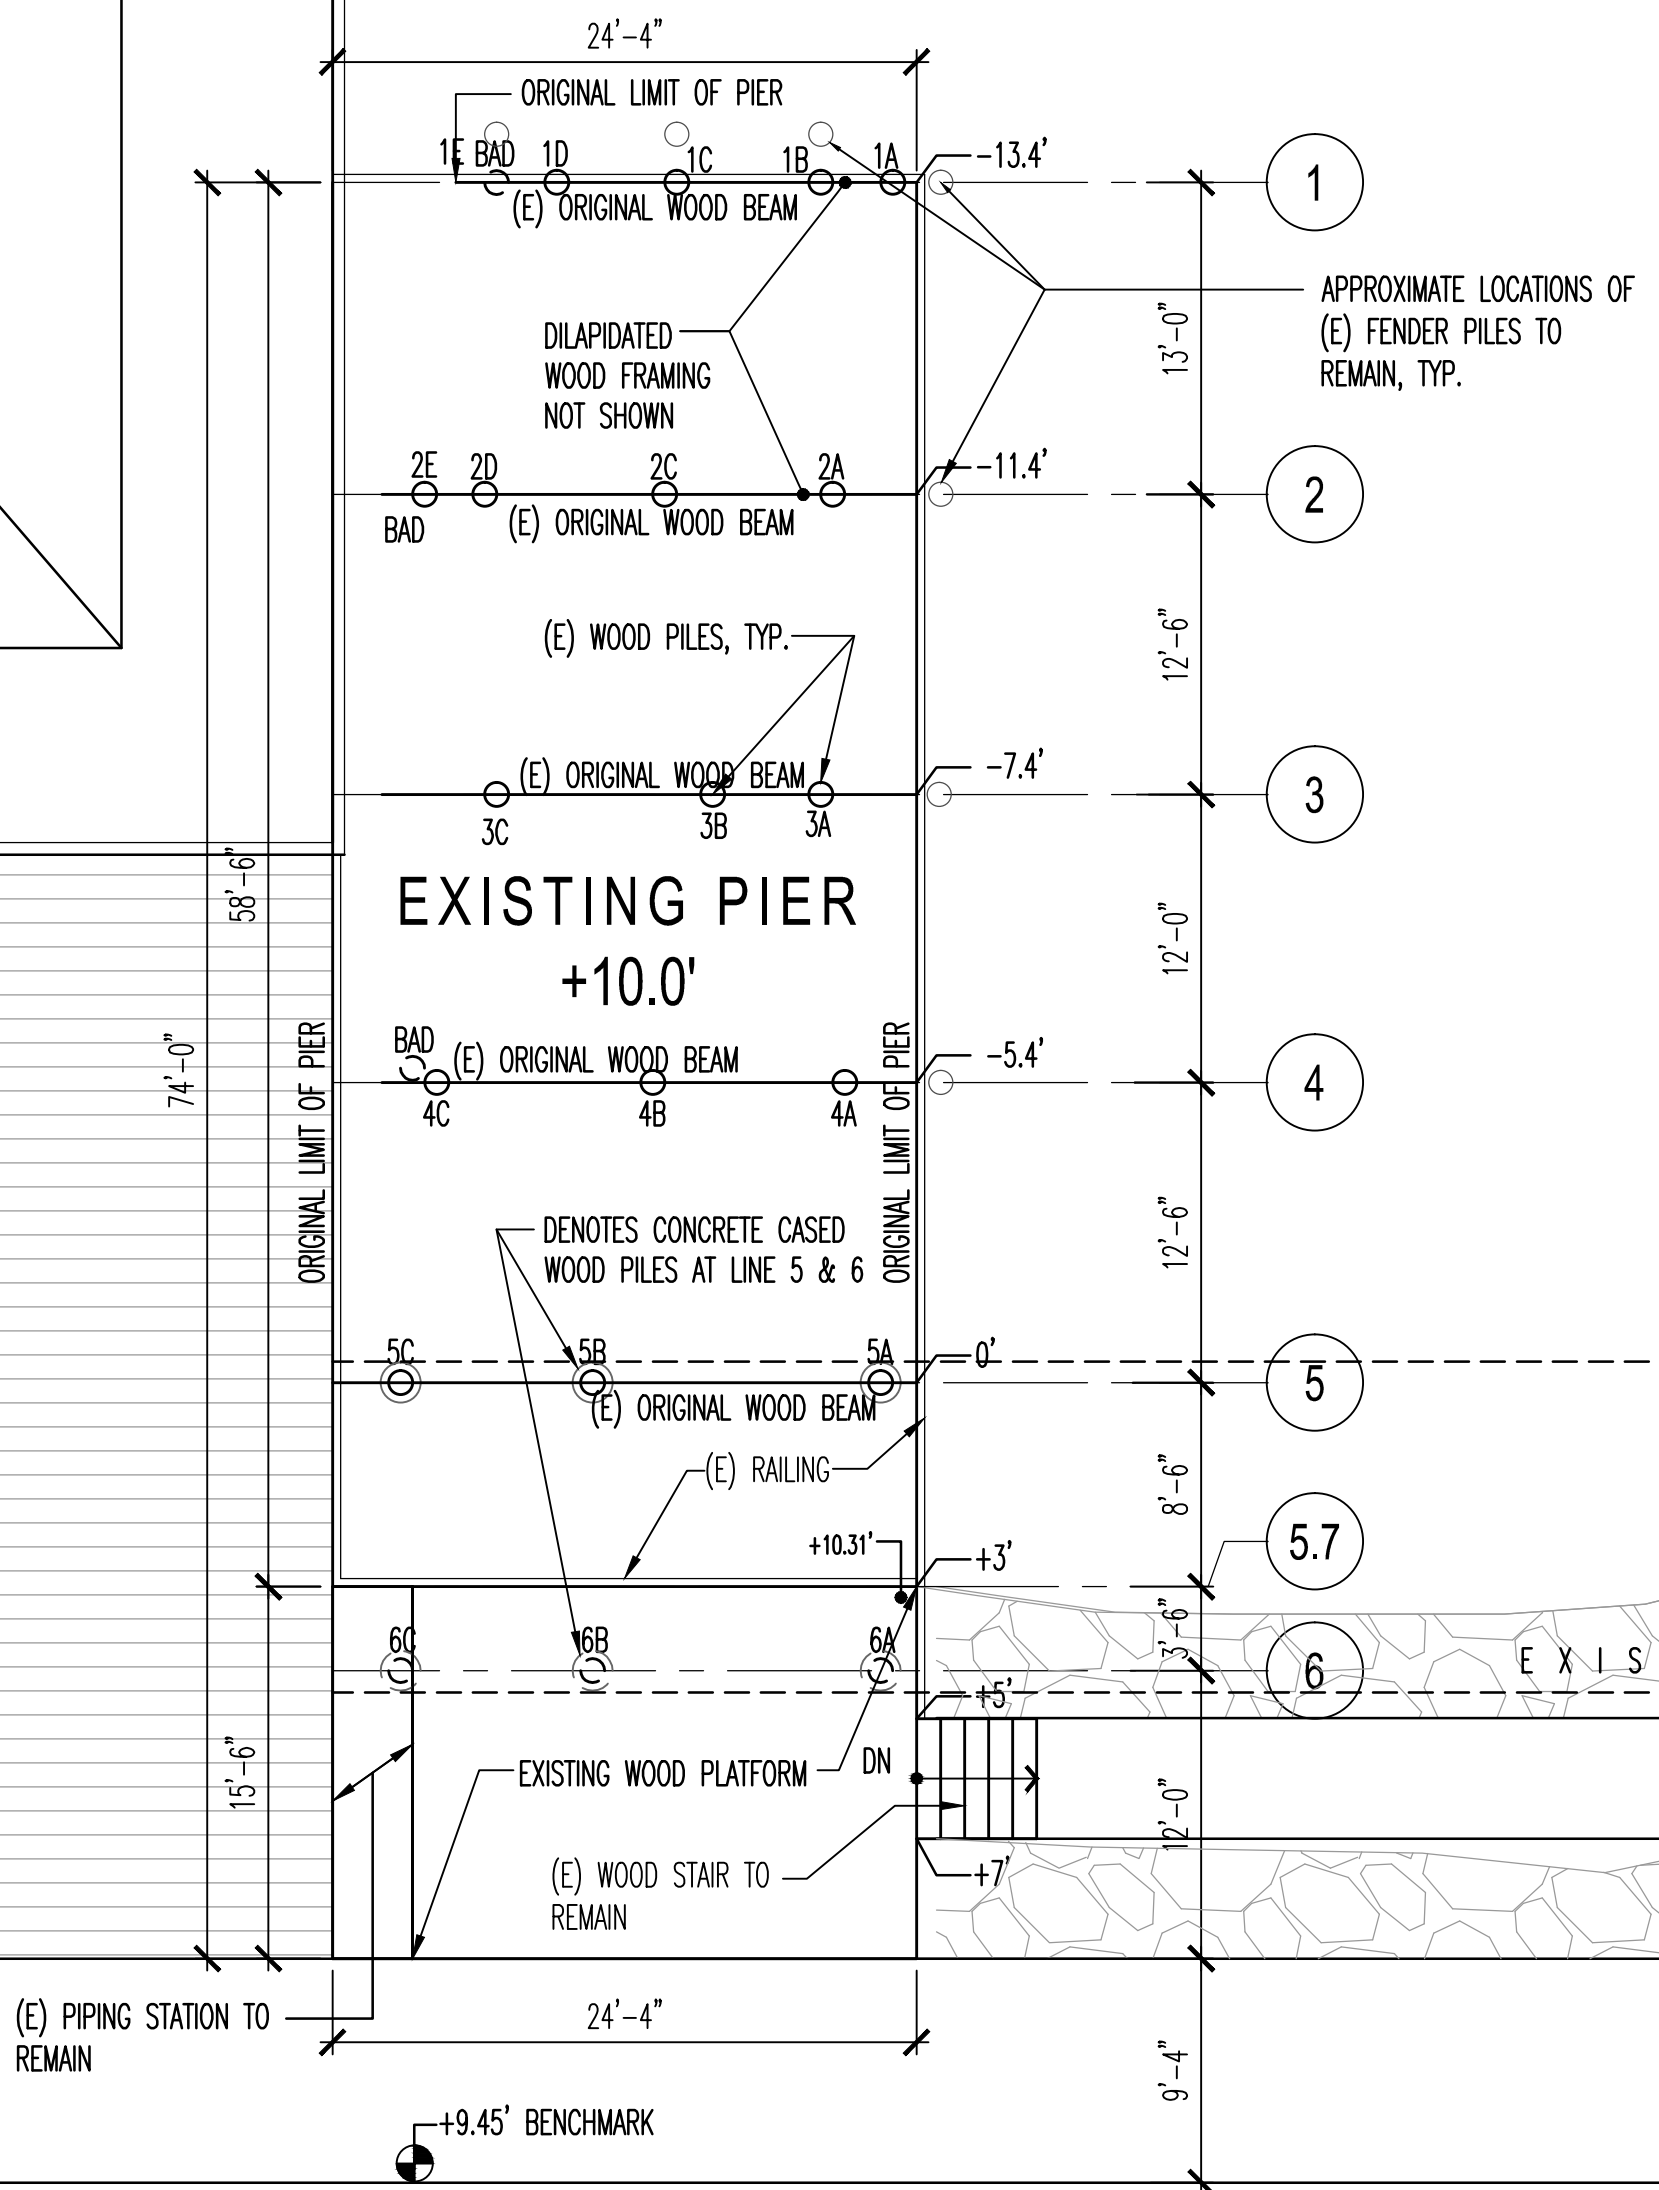 24'-4"
ORIGINAL LIMIT OF PIER
1E BAD
1D
1C
1B
1A
-13.4'
1
(E) ORIGINAL WOOD BEAM
APPROXIMATE LOCATIONS OF
(E) FENDER PILES TO
REMAIN, TYP.
13'-0"
DILAPIDATED
WOOD FRAMING
NOT SHOWN
2E
2D
2C
2A
-11.4'
2
BAD
(E) ORIGINAL WOOD BEAM
12'-6"
(E) WOOD PILES, TYP.
(E) ORIGINAL WOOD BEAM
-7.4'
3
3C
3B
3A
58'-6"
EXISTING PIER
+10.0'
12'-0"
74'-0"
ORIGINAL LIMIT OF PIER
ORIGINAL LIMIT OF PIER
BAD
(E) ORIGINAL WOOD BEAM
-5.4'
4
4C
4B
4A
12'-6"
DENOTES CONCRETE CASED
WOOD PILES AT LINE 5 & 6
5C
5B
5A
0'
5
(E) ORIGINAL WOOD BEAM
(E) RAILING
8'-6"
+10.31'
+3'
5.7
3'-6"
6C
6B
6A
6
E X I S
+5'
15'-6"
EXISTING WOOD PLATFORM
DN
12'-0"
(E) WOOD STAIR TO
REMAIN
+7'
(E) PIPING STATION TO
REMAIN
24'-4"
9'-4"
+9.45' BENCHMARK